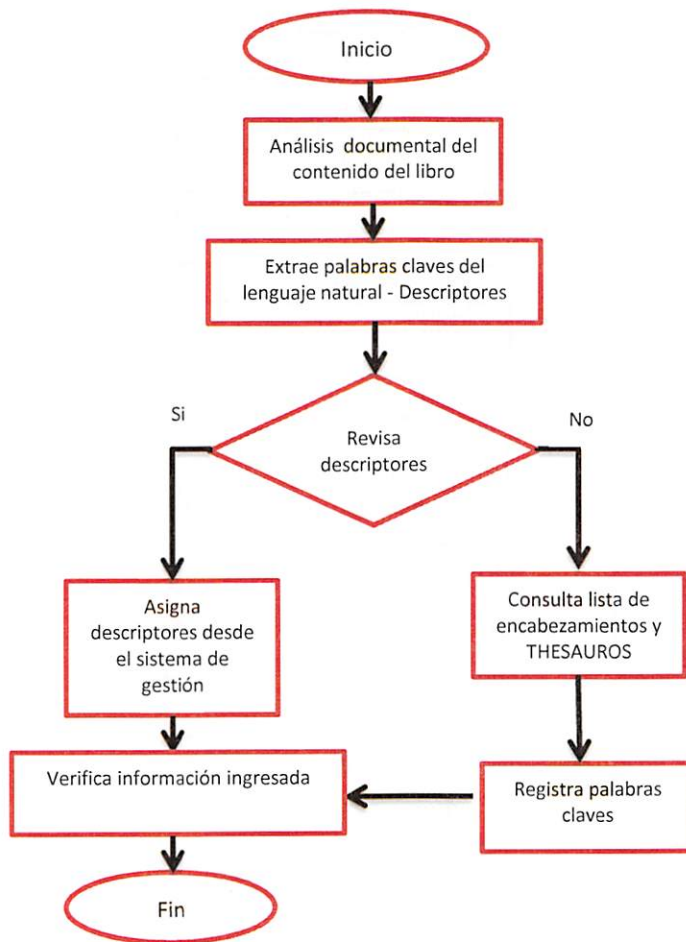 Inicio
Análisis documental del
contenido del libro
Extrae palabras claves del
lenguaje natural - Descriptores
Si
No
Revisa
descriptores
Asigna
descriptores desde
el sistema de
gestión
Consulta lista de
encabezamientos y
THESAUROS
Verifica información ingresada
Registra palabras
claves
Fin